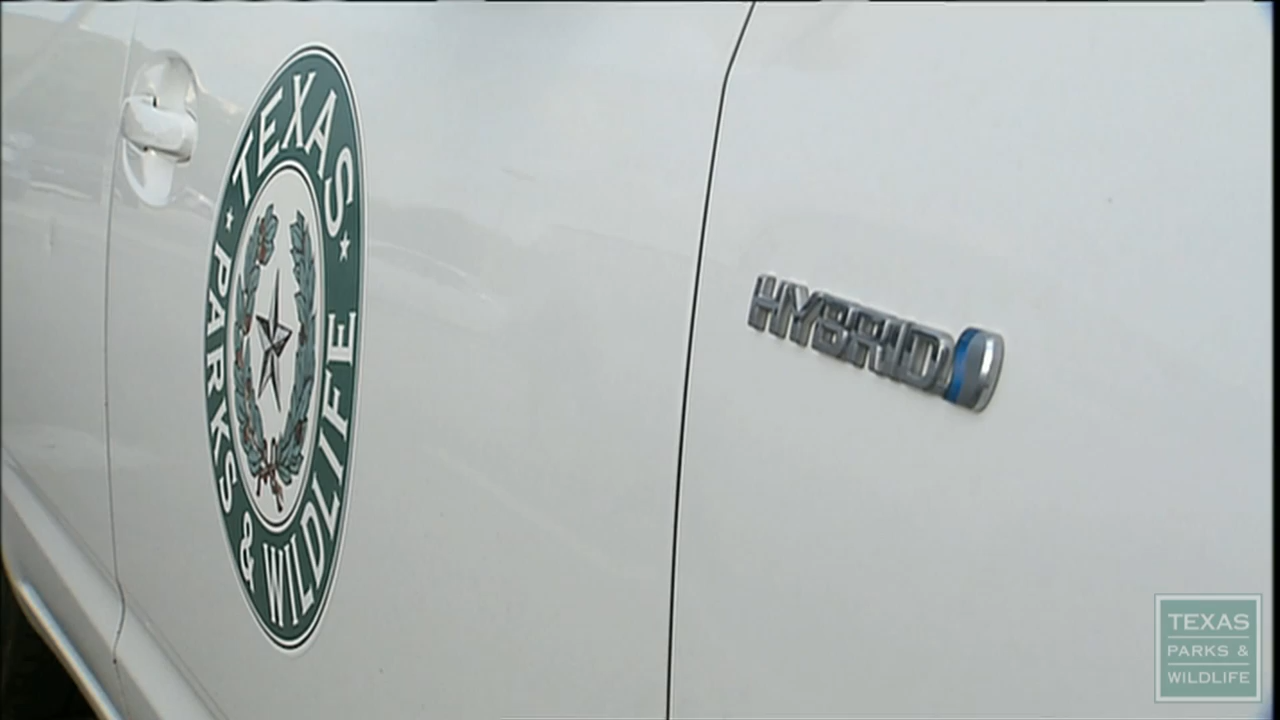 TEXAS
PARKS & WILDLIFE
HYBRID
TEXAS
PARKS &
WILDLIFE